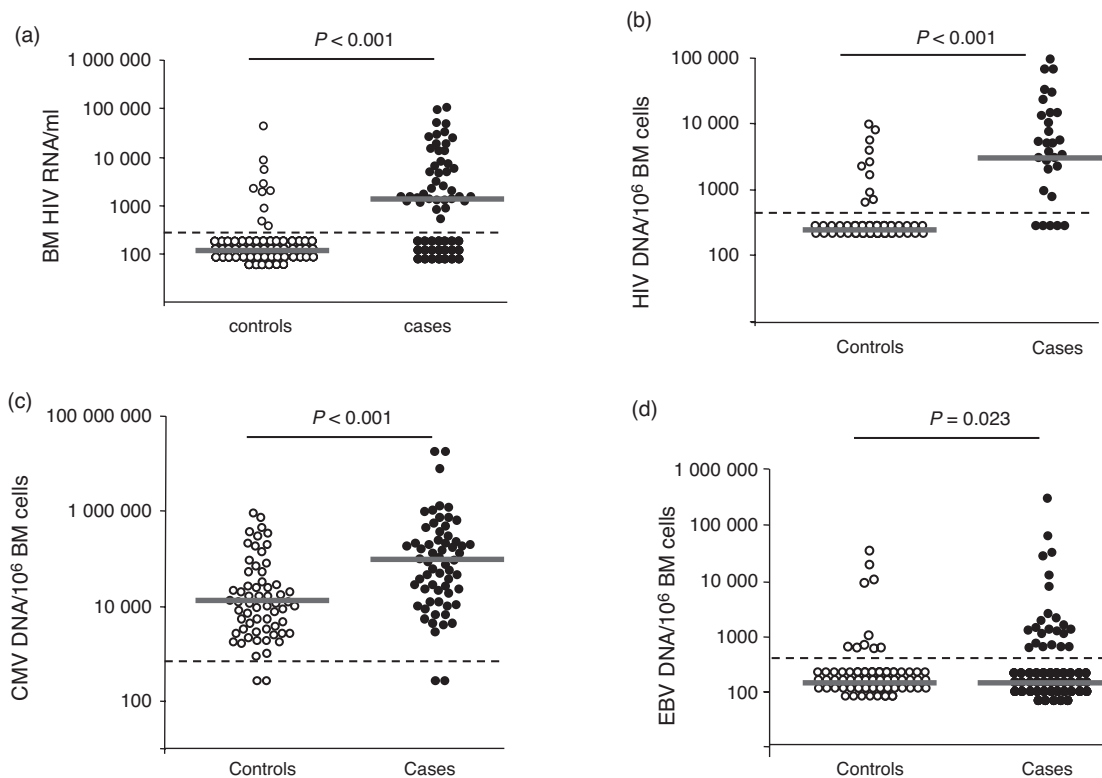 (a)
P < 0.001
1 000 000
100 000
10 000
1000
100
BM HIV RNA/ml
controls
cases
(b)
P < 0.001
100 000
10 000
1000
100
HIV DNA/10⁶ BM cells
Controls
Cases
(c)
P < 0.001
100 000 000
1 000 000
10 000
100
CMV DNA/10⁶ BM cells
Controls
Cases
(d)
P = 0.023
1 000 000
100 000
10 000
1000
100
EBV DNA/10⁶ BM cells
Controls
Cases